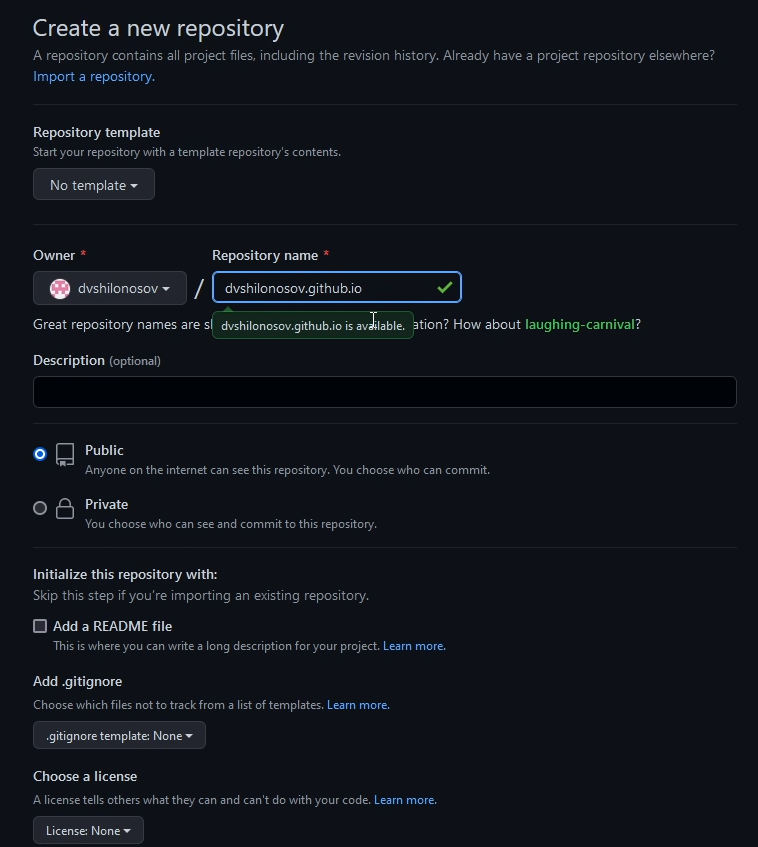 Create a new repository
A repository contains all project files, including the revision history. Already have a project repository elsewhere?
Import a repository.
Repository template
Start your repository with a template repository's contents.
No template
Owner *
Repository name *
dvshilonosov
/
dvshilonosov.github.io
Great repository names are
dvshilonosov.github.io is available.
ation? How about laughing-carnival?
Description (optional)
Public
Anyone on the internet can see this repository. You choose who can commit.
Private
You choose who can see and commit to this repository.
Initialize this repository with:
Skip this step if you're importing an existing repository.
Add a README file
This is where you can write a long description for your project. Learn more.
Add .gitignore
Choose which files not to track from a list of templates. Learn more.
.gitignore template: None
Choose a license
A license tells others what they can and can't do with your code. Learn more.
License: None